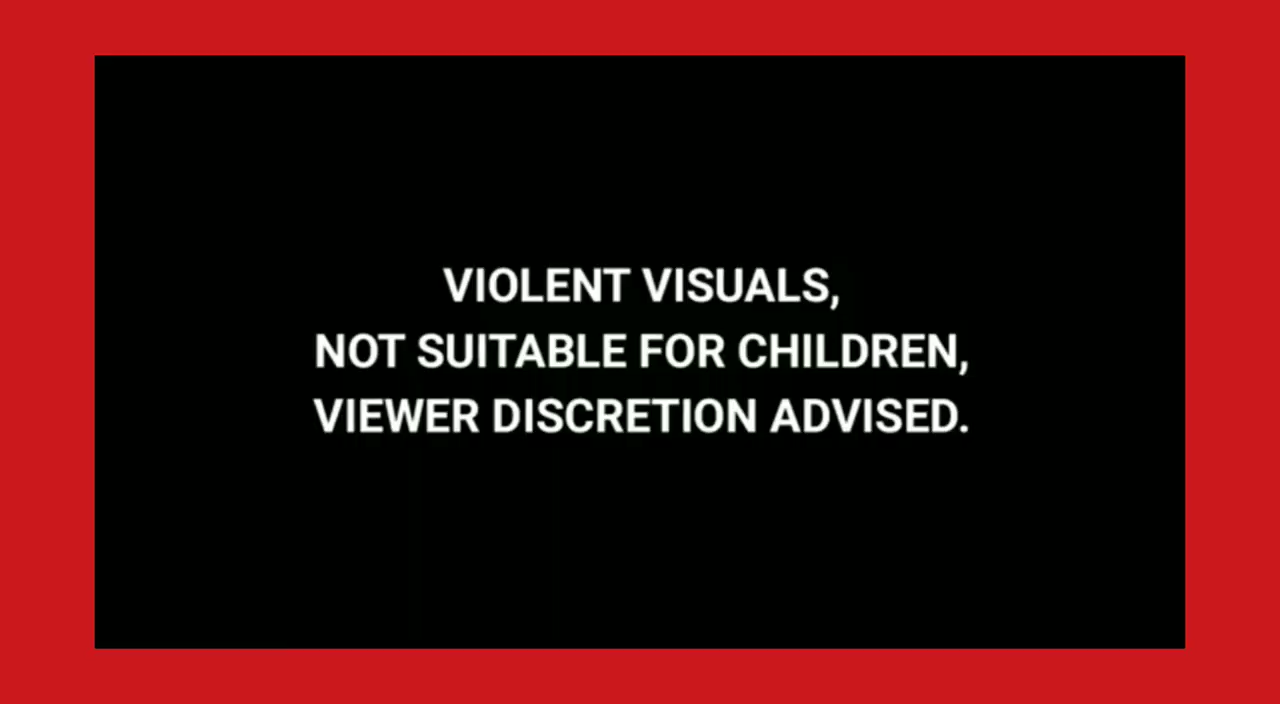 VIOLENT VISUALS,
NOT SUITABLE FOR CHILDREN,
VIEWER DISCRETION ADVISED.